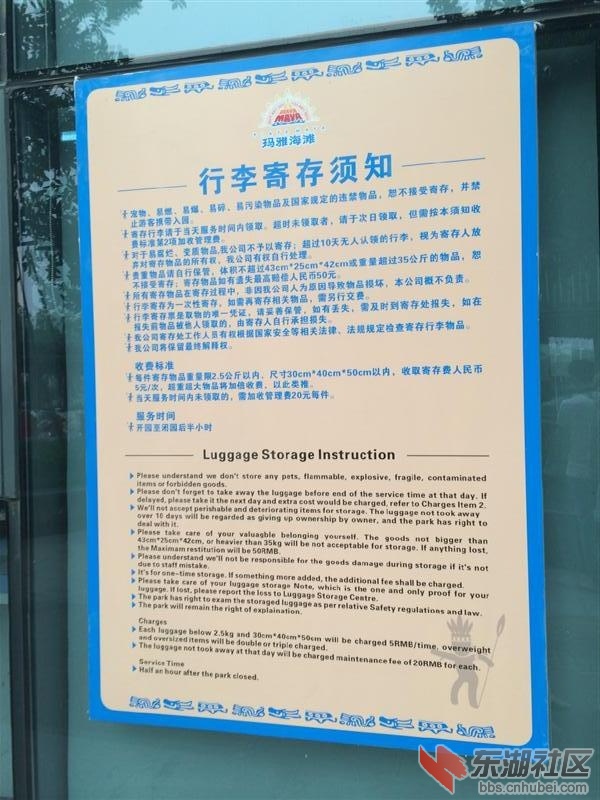 MAYA
PLAYA MAYA
玛雅海滩
行李寄存须知
宠物、易燃、易爆、易碎、易污染物品及国家规定的违禁物品，恕不接受寄存，并禁
止游客携带入园。
寄存行李请于当天服务时间内领取。超时未领取者，请于次日领取，但需按本须知收
费标准第2项加收管理费。
对于易腐烂、变质物品,我公司不予以寄存；超过10天无人认领的行李，视为寄存人放
弃对寄存物品的所有权，我公司有权自行处理。
贵重物品请自行保管，体积不超过43cm*25cm*42cm或重量超过35公斤的物品，恕
不接受寄存；寄存物品如有遗失最高赔偿人民币50元。
所有寄存物品在寄存过程中，非因我公司人为原因导致物品损坏，本公司概不负责。
行李寄存为一次性寄存，如需再寄存相关物品，需另行交费。
行李寄存票是取物的唯一凭证，请妥善保管，如有丢失，需及时到寄存处报失，如在
报失前物品被他人领取的，由寄存人自行承担损失。
我公司寄存处工作人员有权根据国家安全等相关法律、法规规定检查寄存行李物品。
我公司将保留最终解释权。
收费标准
每件寄存物品重量限2.5公斤以内，尺寸30cm*40cm*50cm以内，收取寄存费人民币
5元/次，超重超大物品将加倍收费，以此类推。
当天服务时间内未领取的，需加收管理费20元每件。
服务时间
开园至闭园后半小时
Luggage Storage Instruction
Please understand we don't store any pets, flammable, explosive, fragile, contaminated
items or forbidden goods.
Please don't forget to take away the luggage before end of the service time at that day. If
delayed, please take it the next day and extra cost would be charged, refer to Charges Item 2.
We'll not accept perishable and deteriorating items for storage. The luggage not took away
over 10 days will be regarded as giving up ownership by owner, and the park has right to
deal with it.
Please take care of your valuagble belonging yourself. The goods not bigger than
43cm*25cm*42cm, or heavier than 35kg will be not acceptable for storage. If anything lost,
the Maximam restitution will be 50RMB.
Please understand we'll not be responsible for the goods damage during storage if it's not
due to staff mistake.
It's for one-time storage. If something more added, the additional fee shall be charged.
Please take care of your luggage storage Note, which is the one and only proof for your
luggage. If lost, please report the loss to Luggage Storage Centre.
The park has right to exam the storaged luggage as per relative Safety regulations and law.
The park will remain the right of explaination.
Charges
Each luggage below 2.5kg and 30cm*40cm*50cm will be charged 5RMB/time, overweight
and oversized items will be double or triple charged.
The luggage not took away at that day will be charged maintenance fee of 20RMB for each.
Service Time
Half an hour after the park closed.
东湖社区
bbs.cnhubei.com